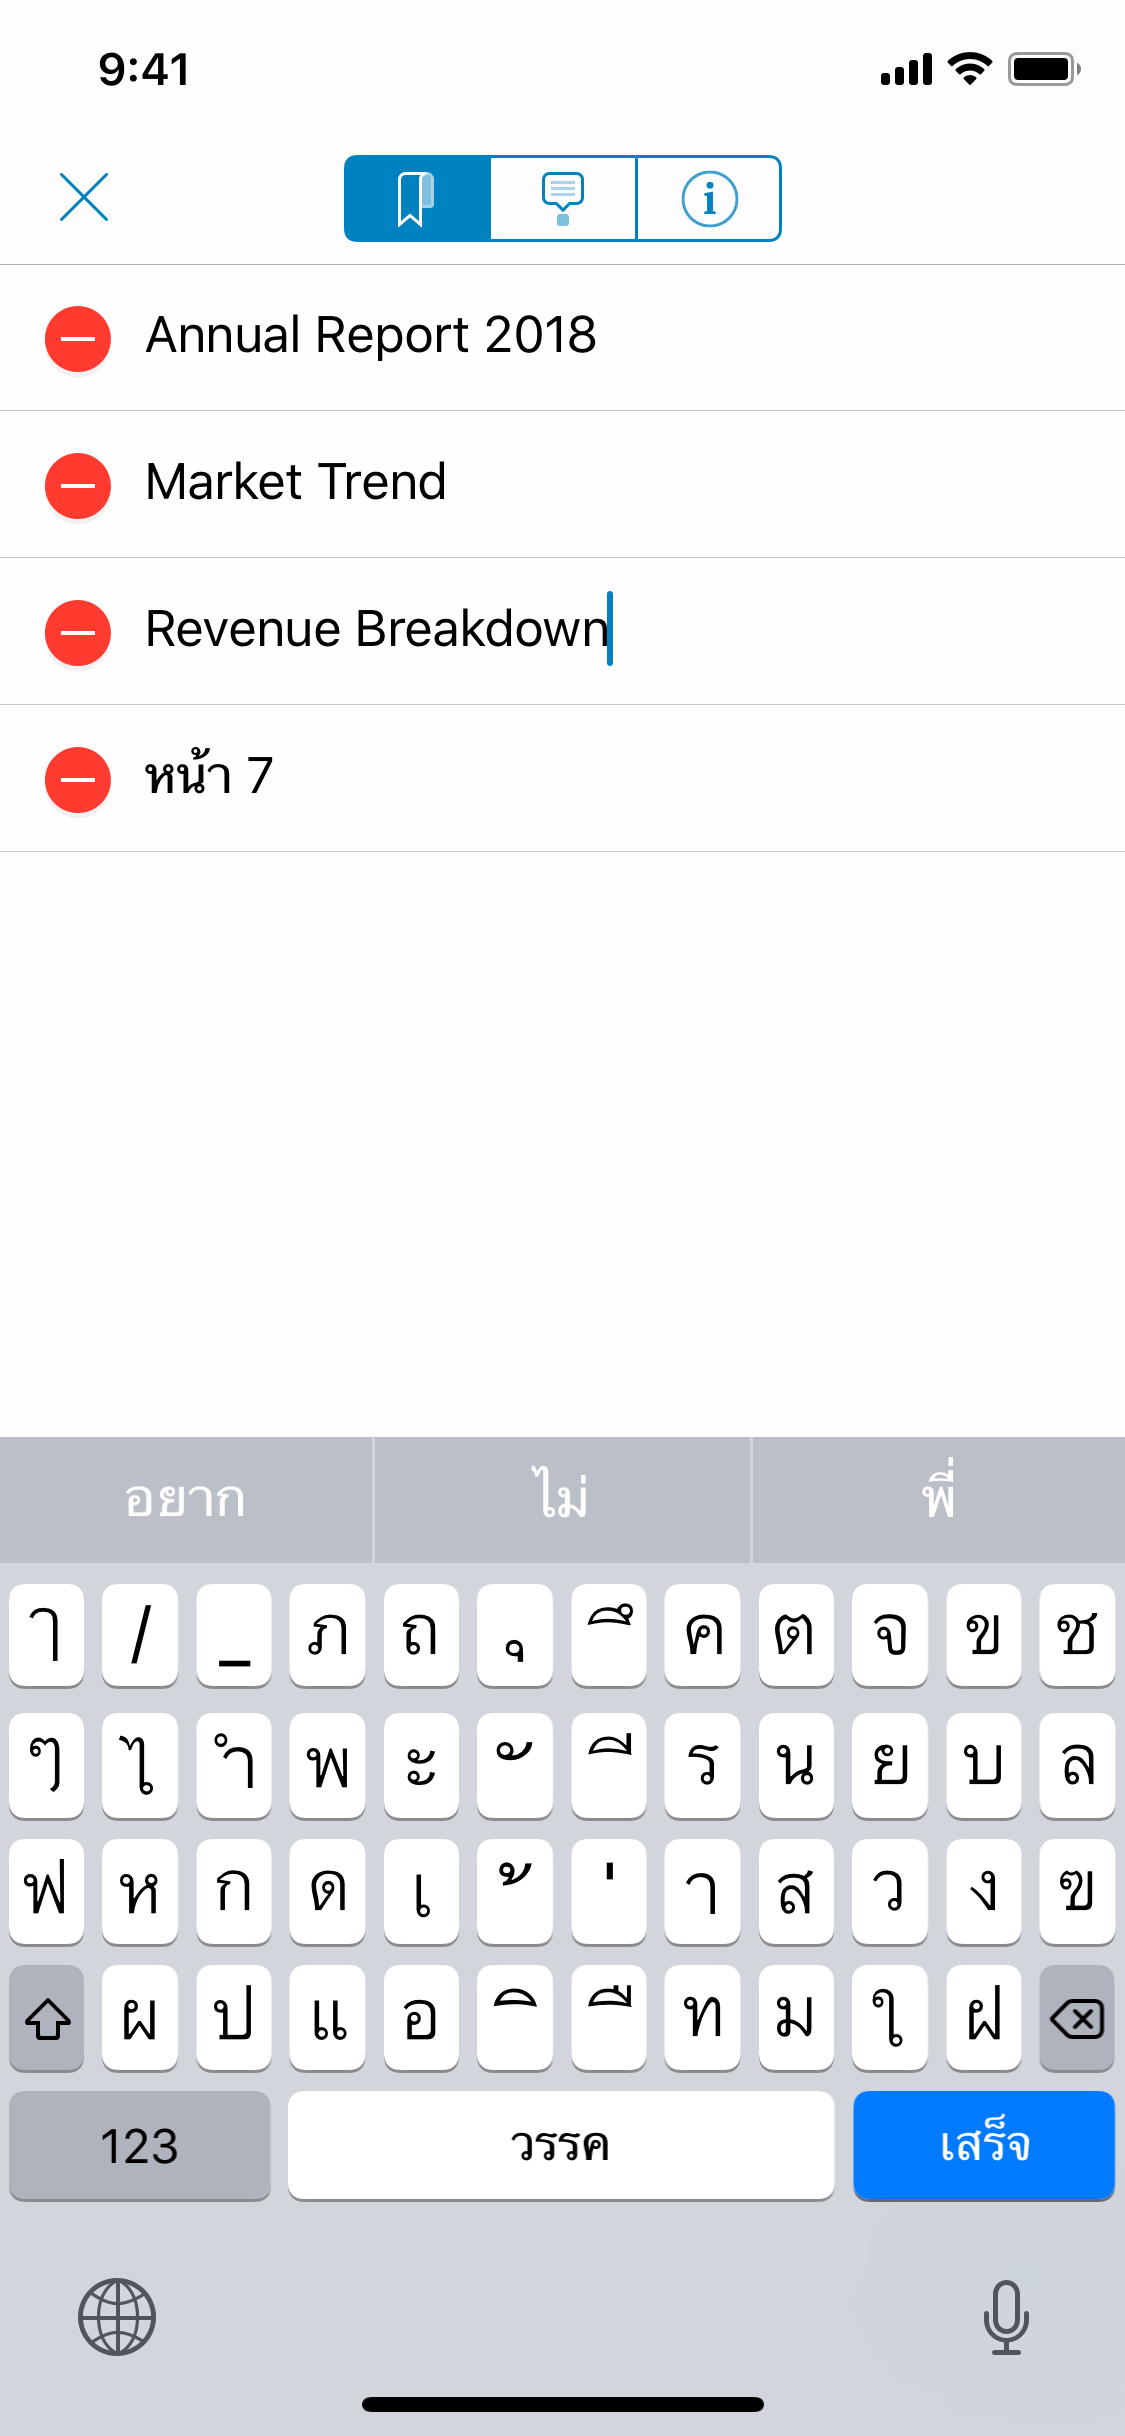 9:41
Annual Report 2018
Market Trend
Revenue Breakdown
หน้า 7
อยาก ไม่ พี่
ๅ / _ ภ ถ ุ ึ ค ต จ ข ช
ๆ ไ ำ พ ะ ั ี ร น ย บ ล
ฟ ห ก ด เ ้ ่ า ส ว ง ฃ
ผ ป แ อ ิ ื ท ม ใ ฝ
123 วรรค เสร็จ